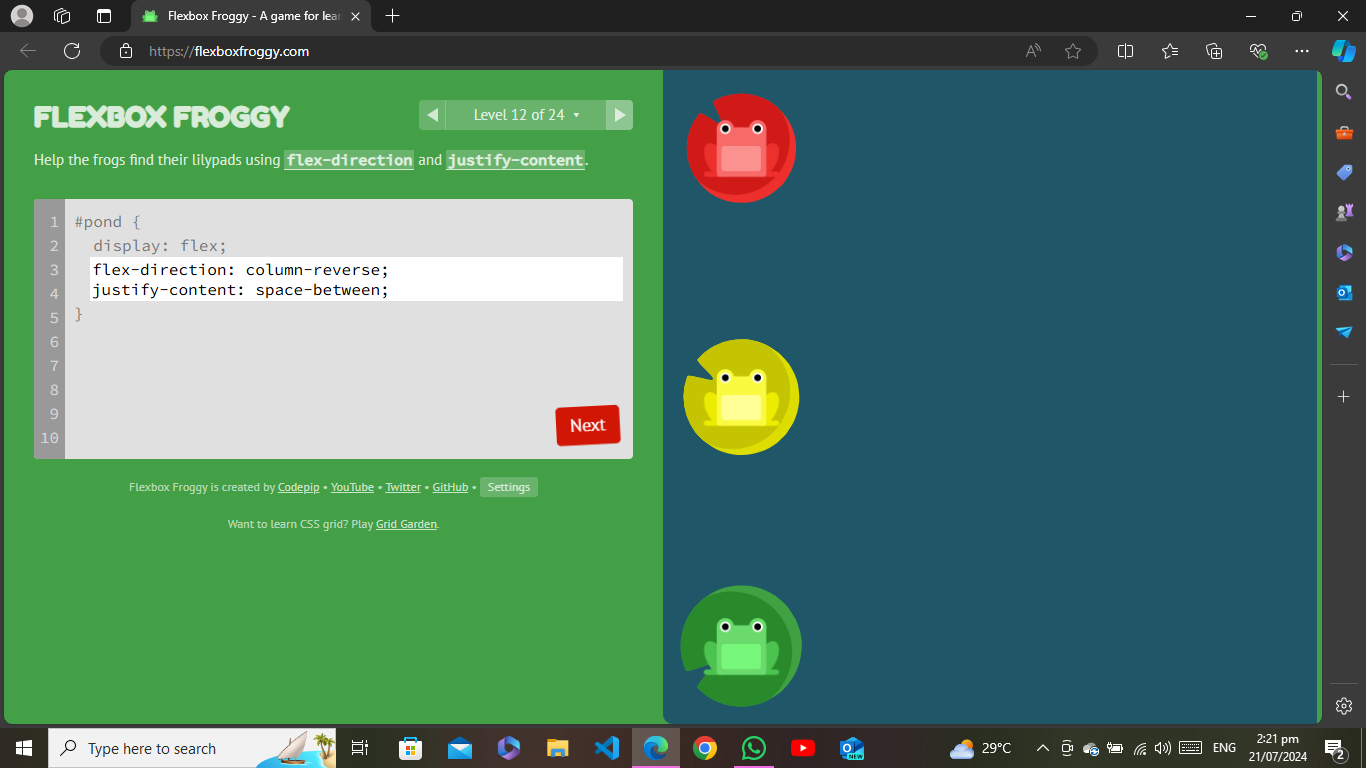 Flexbox Froggy - A game for lear
https://flexboxfroggy.com
FLEXBOX FROGGY
Level 12 of 24
Help the frogs find their lilypads using flex-direction and justify-content.
1 #pond {
2 display: flex;
3 flex-direction: column-reverse;
4 justify-content: space-between;
5 }
6
7
8
9
10
Next
Flexbox Froggy is created by Codepip • YouTube • Twitter • GitHub • Settings
Want to learn CSS grid? Play Grid Garden.
Type here to search
NEW
29°C
ENG
2:21 pm
21/07/2024
2